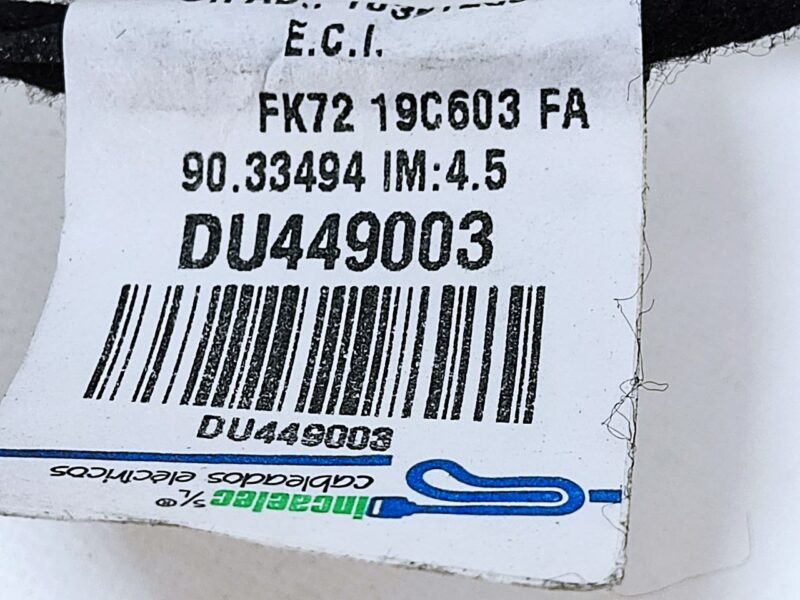 E.C.I.
FK72 19C603 FA
90.33494 IM:4.5
DU449003
DU449003
cableados electricos
incaelec S/L ®